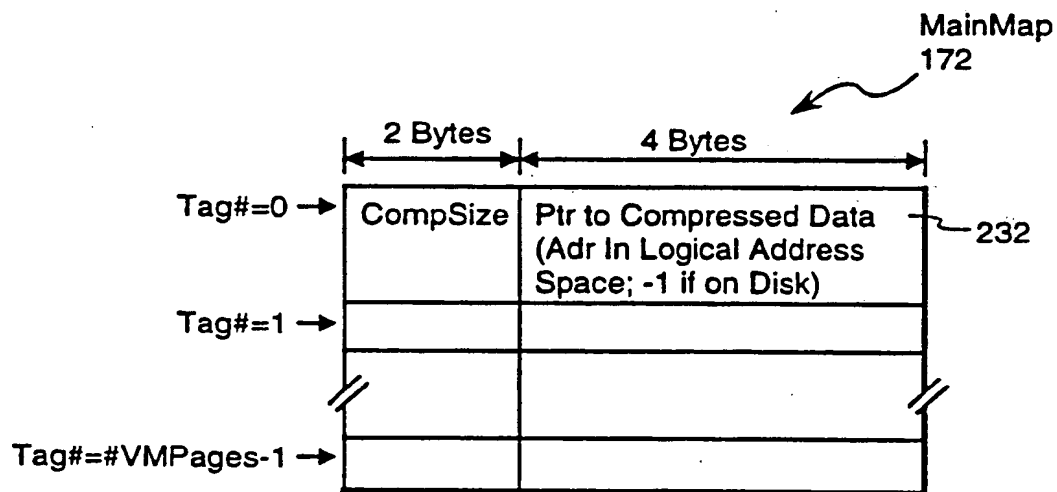 MainMap
172
2 Bytes
4 Bytes
Tag#=0
CompSize
Ptr to Compressed Data
(Adr In Logical Address
Space; -1 if on Disk)
232
Tag#=1
Tag#=#VMPages-1